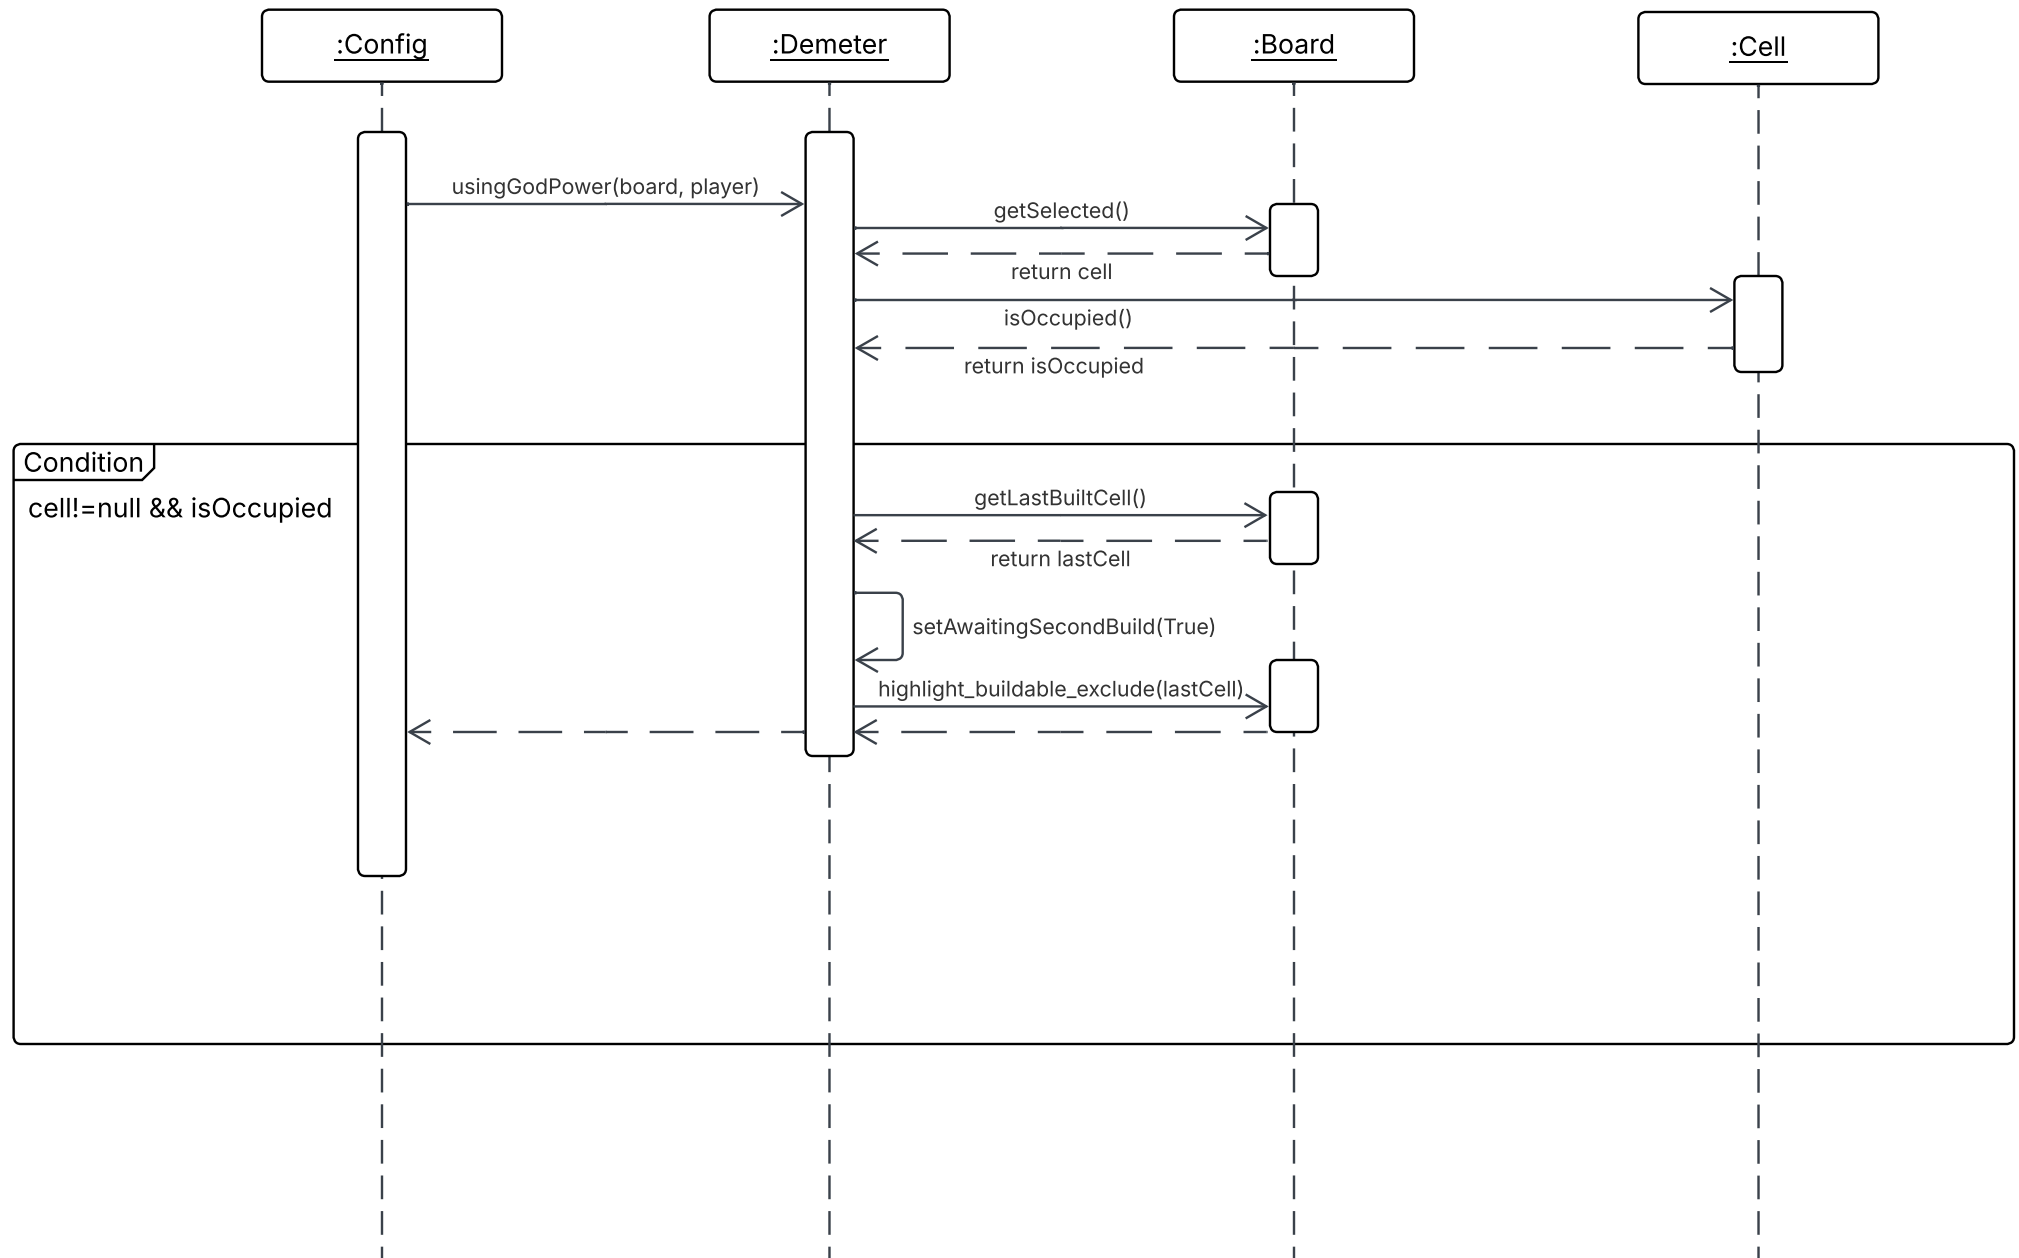 :Config
:Demeter
:Board
:Cell
usingGodPower(board, player)
getSelected()
return cell
isOccupied()
return isOccupied
Condition
cell!=null && isOccupied
getLastBuiltCell()
return lastCell
setAwaitingSecondBuild(True)
highlight_buildable_exclude(lastCell)